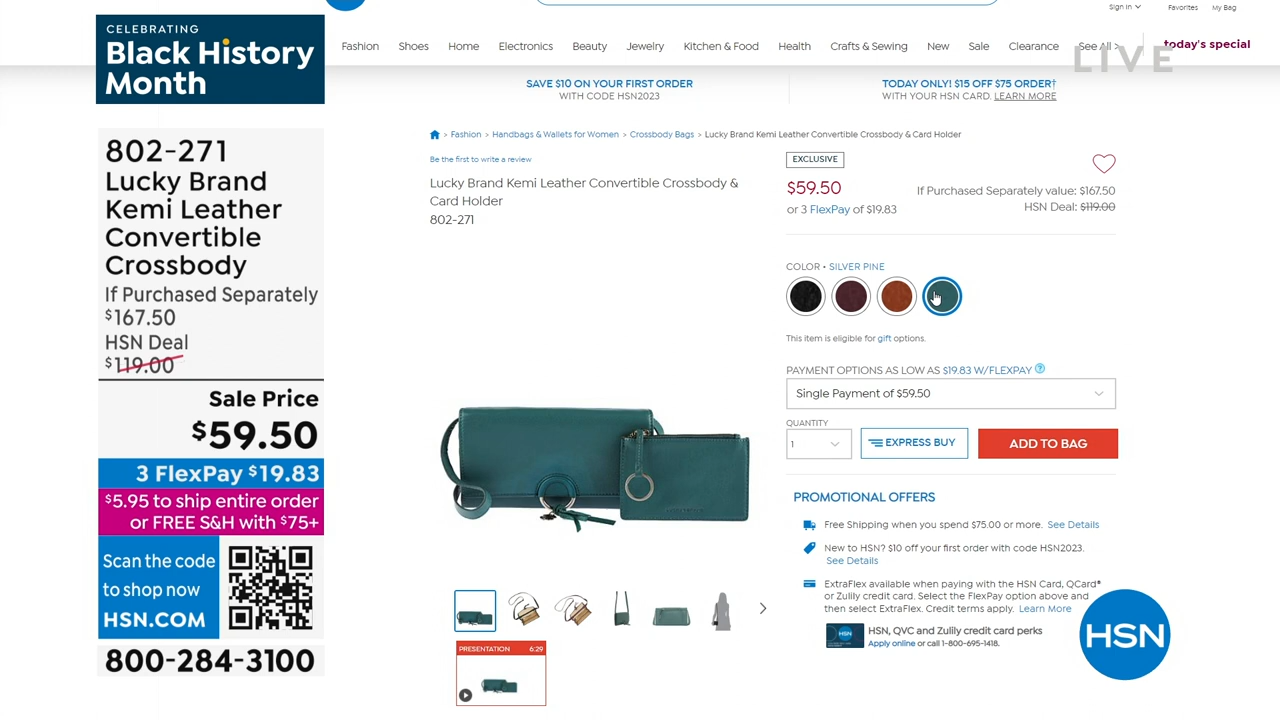 CELEBRATING
Black History
Month
Sign In
Favorites
My Bag
Fashion Shoes Home Electronics Beauty Jewelry Kitchen & Food Health Crafts & Sewing New Sale Clearance See All >
today's special
LIVE
SAVE $10 ON YOUR FIRST ORDER
WITH CODE HSN2023
TODAY ONLY! $15 OFF $75 ORDER†
WITH YOUR HSN CARD. LEARN MORE
802-271
Lucky Brand
Kemi Leather
Convertible
Crossbody
If Purchased Separately
$167.50
HSN Deal
$119.00
Sale Price
$59.50
3 FlexPay $19.83
$5.95 to ship entire order
or FREE S&H with $75+
Scan the code
to shop now
HSN.COM
800-284-3100
> Fashion > Handbags & Wallets for Women > Crossbody Bags > Lucky Brand Kemi Leather Convertible Crossbody & Card Holder
Be the first to write a review
Lucky Brand Kemi Leather Convertible Crossbody &
Card Holder
802-271
PRESENTATION 6:29
EXCLUSIVE
$59.50
or 3 FlexPay of $19.83
If Purchased Separately value: $167.50
HSN Deal: $119.00
COLOR • SILVER PINE
This item is eligible for gift options.
PAYMENT OPTIONS AS LOW AS $19.83 W/FLEXPAY ?
Single Payment of $59.50
QUANTITY
1
EXPRESS BUY
ADD TO BAG
PROMOTIONAL OFFERS
Free Shipping when you spend $75.00 or more. See Details
New to HSN? $10 off your first order with code HSN2023.
See Details
ExtraFlex available when paying with the HSN Card, QCard®
or Zulily credit card. Select the FlexPay option above and
then select ExtraFlex. Credit terms apply. Learn More
HSN
HSN, QVC and Zulily credit card perks
Apply online or call 1-800-695-1418.
HSN